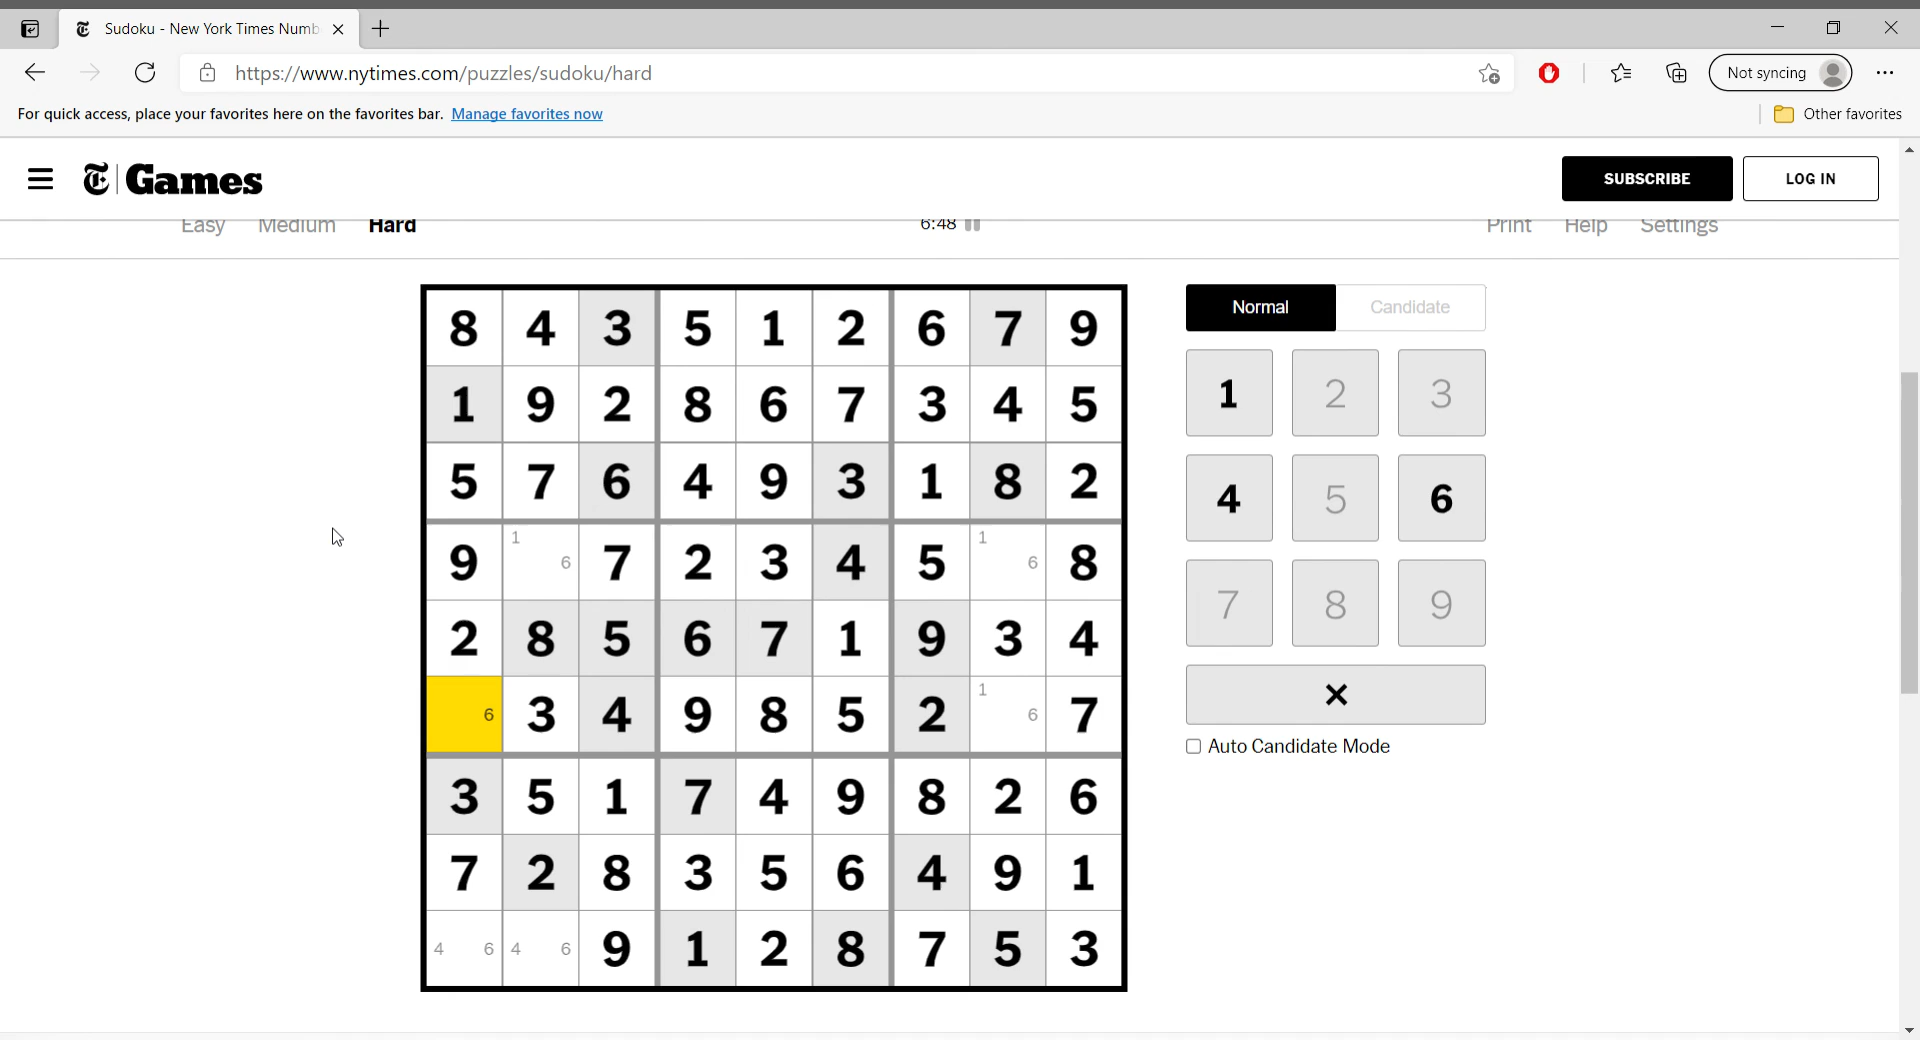 Sudoku - New York Times Numb
https://www.nytimes.com/puzzles/sudoku/hard
Not syncing
For quick access, place your favorites here on the favorites bar. Manage favorites now
Other favorites
Games
SUBSCRIBE
LOG IN
Easy Medium Hard
6:48
Print Help Settings
8 4 3 5 1 2 6 7 9
1 9 2 8 6 7 3 4 5
5 7 6 4 9 3 1 8 2
9 1 6 7 2 3 4 5 1 6 8
2 8 5 6 7 1 9 3 4
6 3 4 9 8 5 2 1 6 7
3 5 1 7 4 9 8 2 6
7 2 8 3 5 6 4 9 1
4 6 4 6 9 1 2 8 7 5 3
Normal Candidate
1 2 3
4 5 6
7 8 9
Auto Candidate Mode